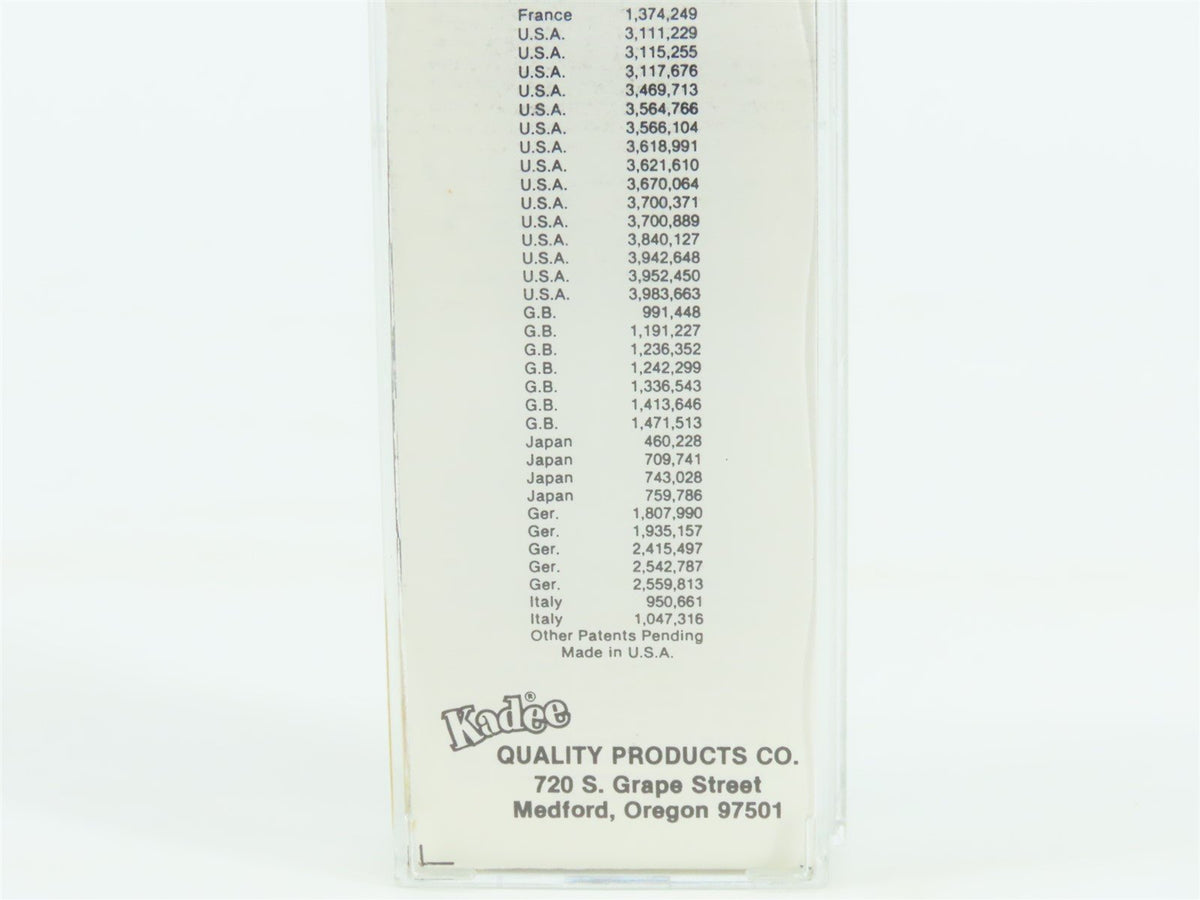 France 1,374,249
U.S.A. 3,111,229
U.S.A. 3,115,255
U.S.A. 3,117,676
U.S.A. 3,469,713
U.S.A. 3,564,766
U.S.A. 3,566,104
U.S.A. 3,618,991
U.S.A. 3,621,610
U.S.A. 3,670,064
U.S.A. 3,700,371
U.S.A. 3,700,889
U.S.A. 3,840,127
U.S.A. 3,942,648
U.S.A. 3,952,450
U.S.A. 3,983,663
G.B. 991,448
G.B. 1,191,227
G.B. 1,236,352
G.B. 1,242,299
G.B. 1,336,543
G.B. 1,413,646
G.B. 1,471,513
Japan 460,228
Japan 709,741
Japan 743,028
Japan 759,786
Ger. 1,807,990
Ger. 1,935,157
Ger. 2,415,497
Ger. 2,542,787
Ger. 2,559,813
Italy 950,661
Italy 1,047,316
Other Patents Pending
Made in U.S.A.
Kadee®
QUALITY PRODUCTS CO.
720 S. Grape Street
Medford, Oregon 97501